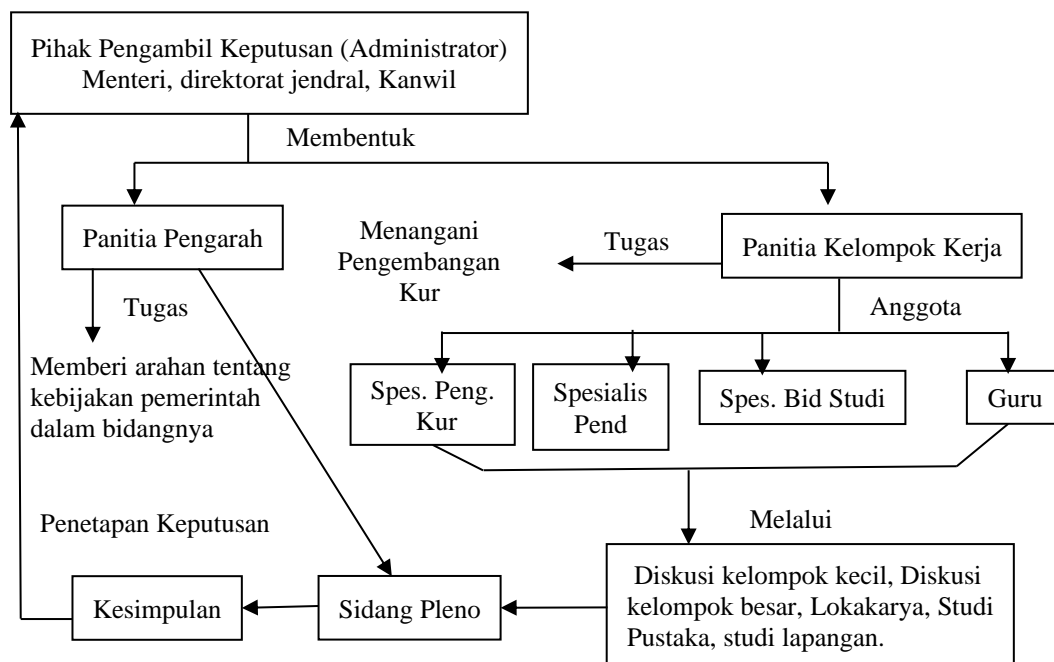 Pihak Pengambil Keputusan (Administrator)
Menteri, direktorat jendral, Kanwil
Membentuk
Panitia Pengarah
Menangani
Pengembangan
Kur
Tugas
Panitia Kelompok Kerja
Tugas
Anggota
Memberi arahan tentang
kebijakan pemerintah
dalam bidangnya
Spes. Peng.
Kur
Spesialis
Pend
Spes. Bid Studi
Guru
Penetapan Keputusan
Melalui
Kesimpulan
Sidang Pleno
Diskusi kelompok kecil, Diskusi
kelompok besar, Lokakarya, Studi
Pustaka, studi lapangan.